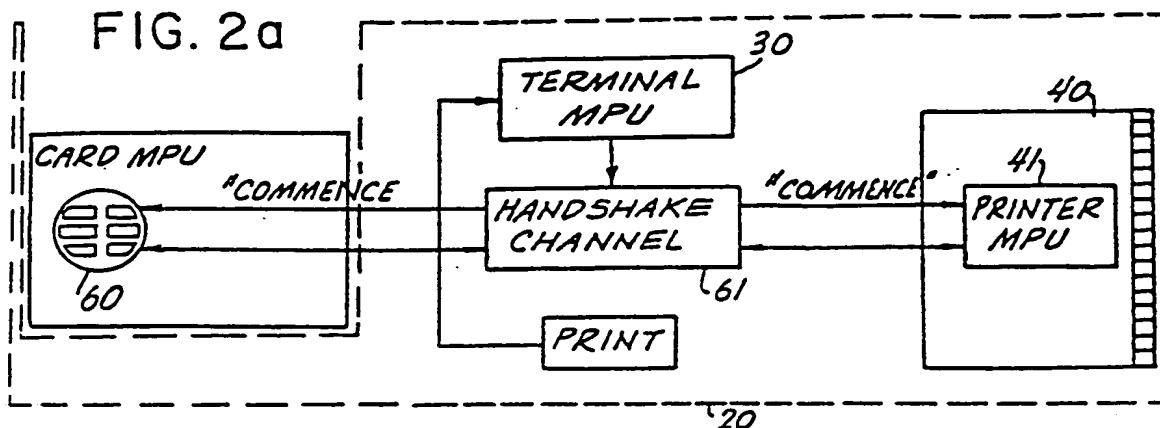 FIG. 2a
30
TERMINAL
MPU
40
CARD MPU
41
"COMMENCE
HANDSHAKE
CHANNEL
"COMMENCE"
PRINTER
MPU
60
61
PRINT
20